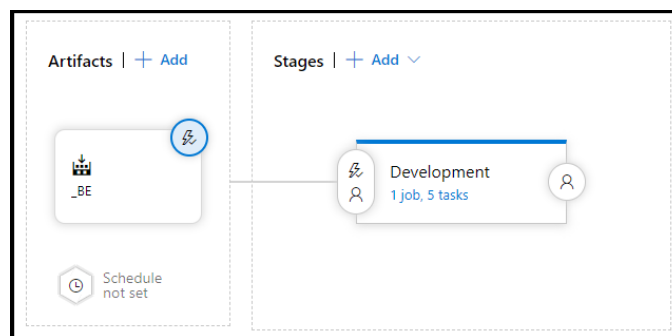 Artifacts | + Add
Stages | + Add
_BE
Development
1 job, 5 tasks
Schedule
not set